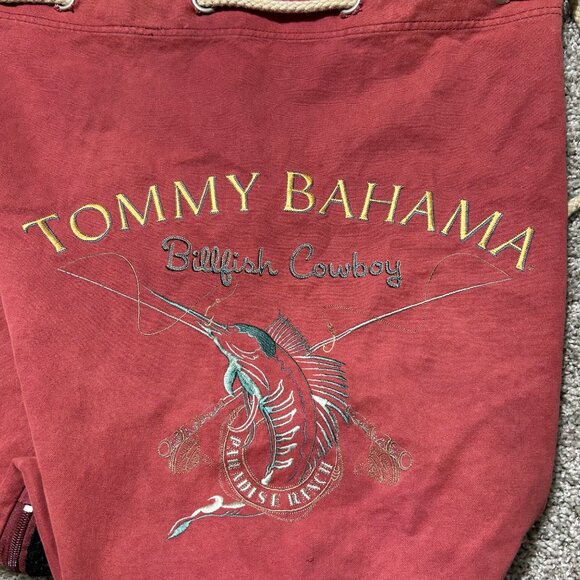 TOMMY BAHAMA
Billfish Cowboy
PARADISE RANCH